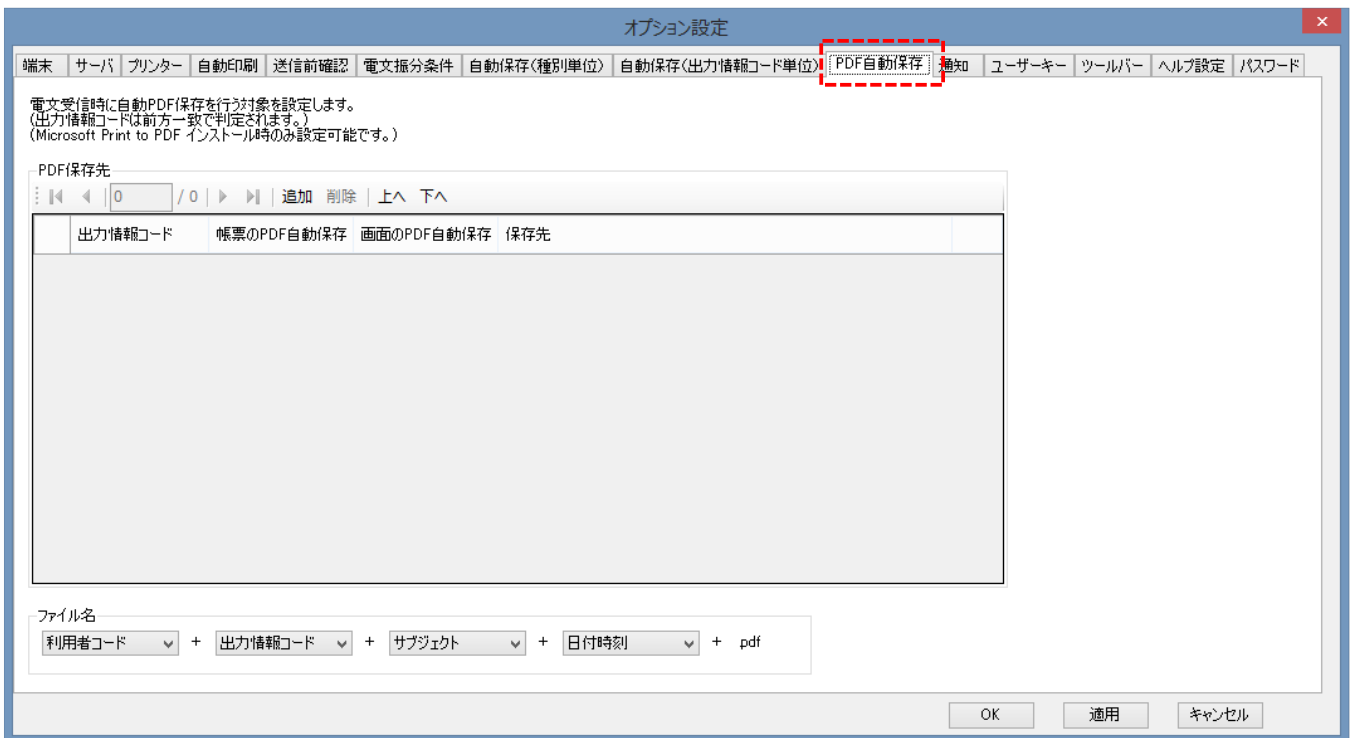 オプション設定
端末 サーバ プリンター 自動印刷 送信前確認 電文振分条件 自動保存(種別単位) 自動保存(出力情報コード単位) PDF自動保存 通知 ユーザーキー ツールバー ヘルプ設定 パスワード
電文受信時に自動PDF保存を行う対象を設定します。
(出力情報コードは前方一致で判定されます。)
(Microsoft Print to PDF インストール時のみ設定可能です。)
PDF保存先
0 / 0 追加 削除 上へ 下へ
出力情報コード 帳票のPDF自動保存 画面のPDF自動保存 保存先
ファイル名
利用者コード + 出力情報コード + サブジェクト + 日付時刻 + .pdf
OK 適用 キャンセル